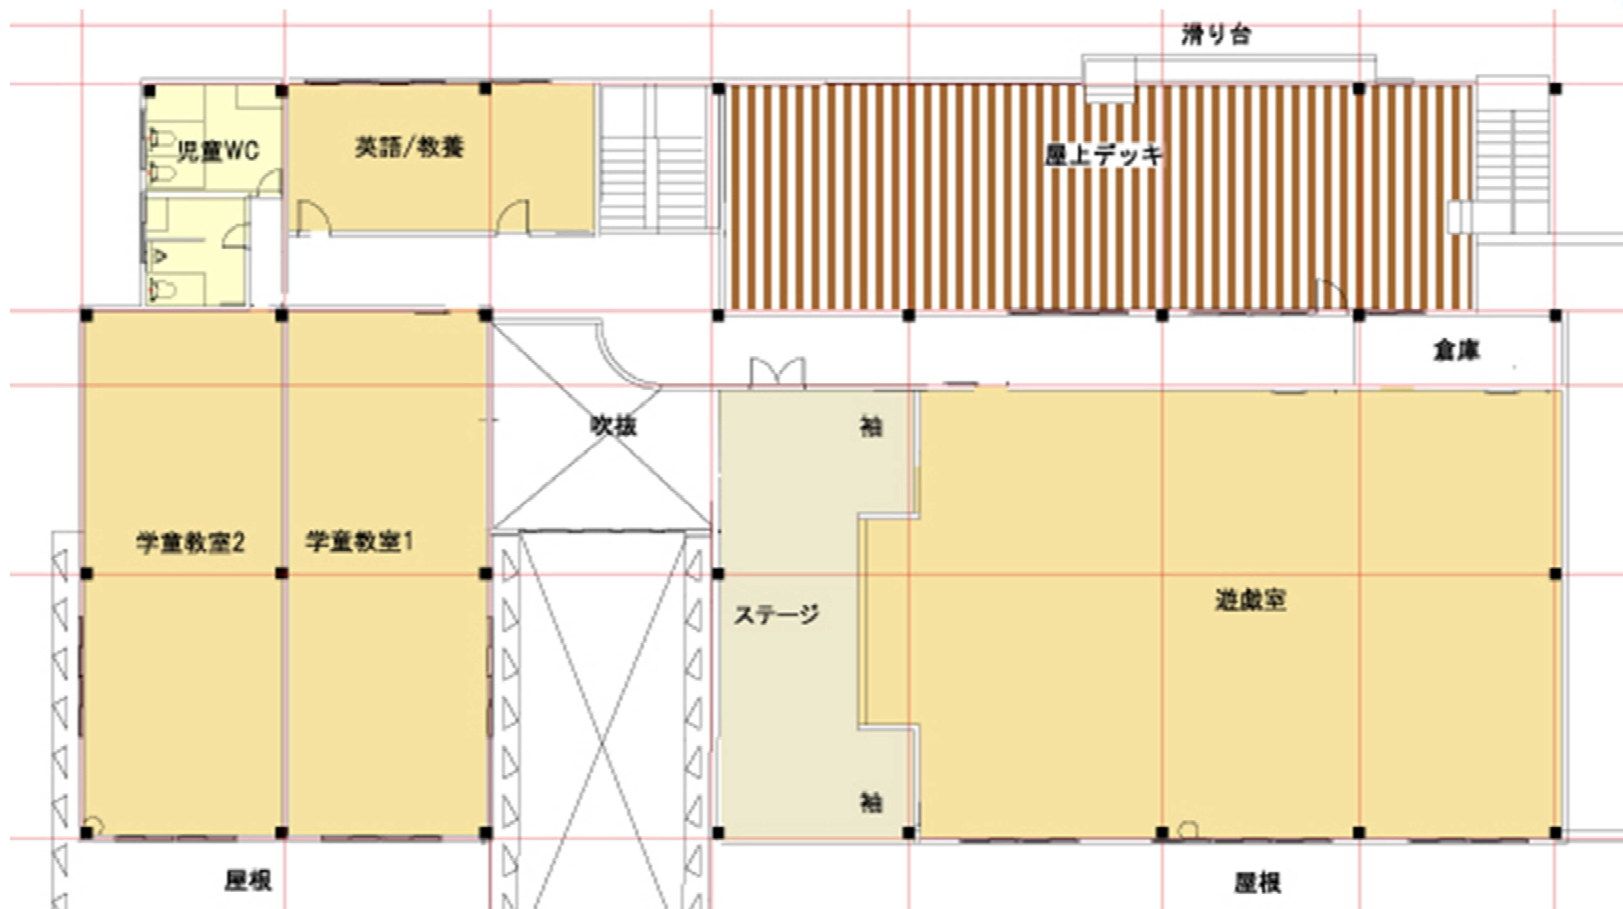 滑り台
児童WC
英語/教養
屋上デッキ
倉庫
吹抜
袖
学童教室2
学童教室1
遊戯室
ステージ
袖
屋根
屋根